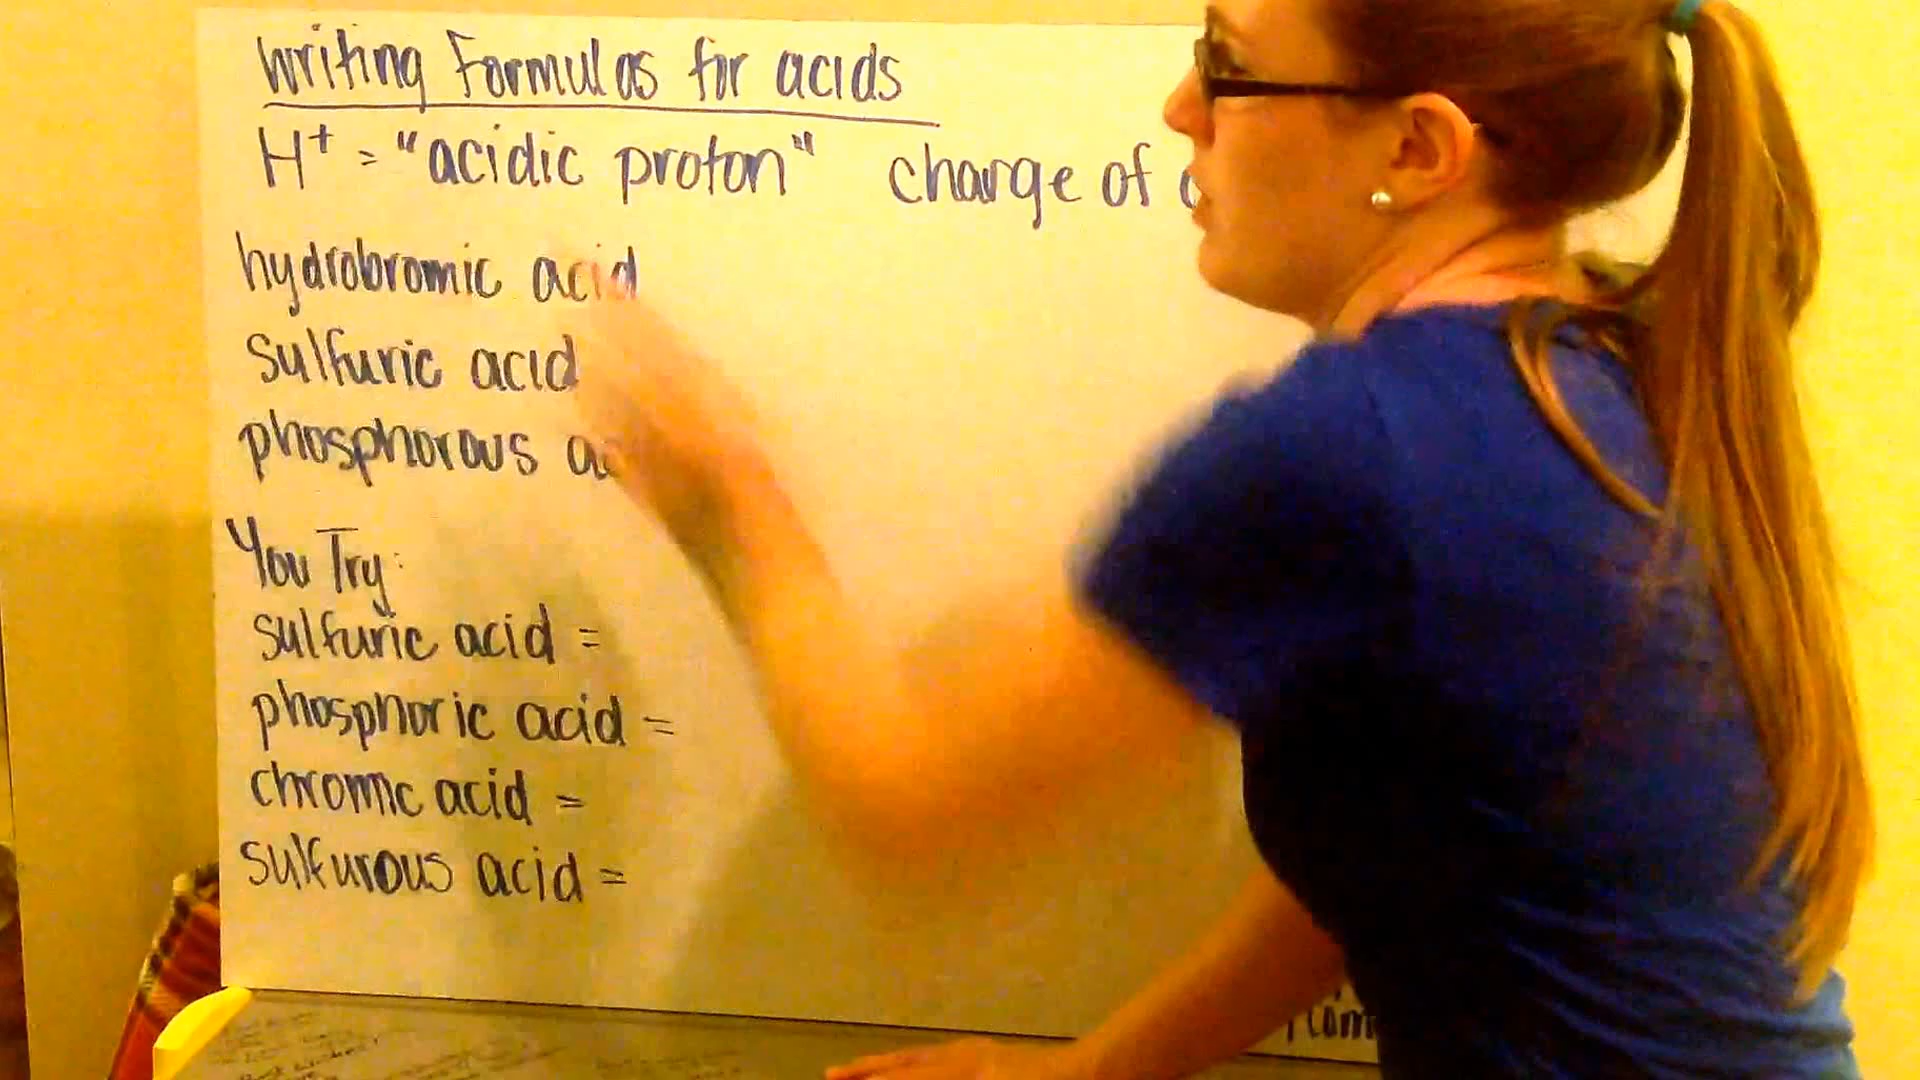 Writing Formulas for acids
H+ = "acidic proton" charge of
hydrobromic acid
sulfuric acid
phosphorous
You Try:
sulfuric acid =
phosphoric acid =
chromic acid =
sulfurous acid =